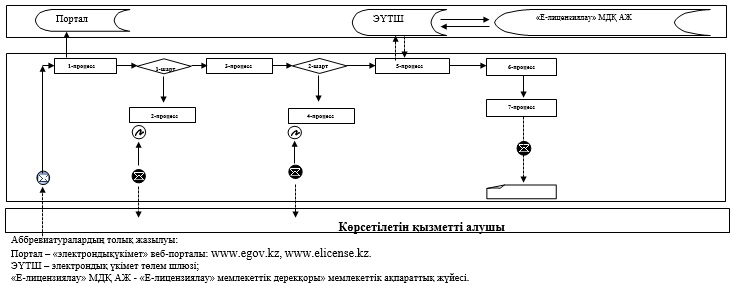 Портал
ЭҮТШ
«Е-лицензиялау» МДҚ АЖ
1-процесс
1-шарт
3-процесс
2-шарт
5-процесс
6-процесс
2-процесс
4-процесс
7-процесс
Көрсетілетін қызметті алушы
Аббревиатуралардың толық жазылуы:
Портал – «электрондықүкімет» веб-порталы: www.egov.kz, www.elicense.kz.
ЭҮТШ – электрондық үкімет төлем шлюзі;
«Е-лицензиялау» МДҚ АЖ - «Е-лицензиялау» мемлекеттік дерекқоры» мемлекеттік ақпараттық жүйесі.